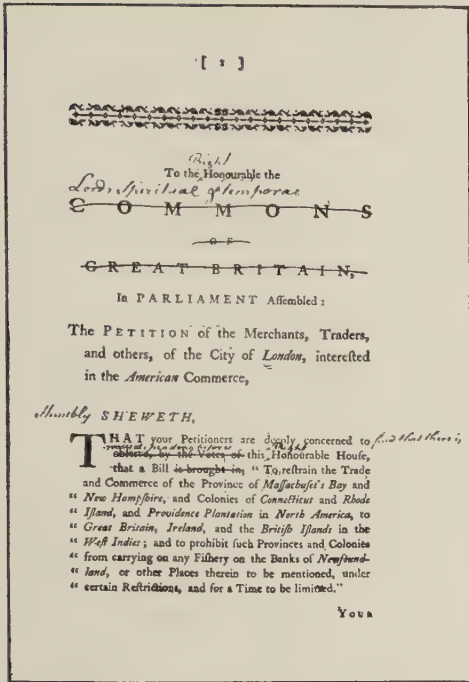 [ 1 ]
Right
To the Honourable the
Lords Spiritual & temporal
COMMONS
OF
GREAT BRITAIN,
In PARLIAMENT Assembled:
The PETITION of the Merchants, Traders,
and others, of the City of London, interested
in the American Commerce,
Humbly SHEWETH,
THAT your Petitioners are deeply concerned to find that there is
now depending before Right
observe, by the Votes of this Honourable House,
that a Bill is brought in, “ To restrain the Trade
“ and Commerce of the Province of Maſſachuſet's Bay and
“ New Hampſhire, and Colonies of Connecticut and Rhode
“ Iſland, and Providence Plantation in North America, to
“ Great Britain, Ireland, and the Britiſh Iſlands in the
“ Weſt Indies; and to prohibit ſuch Provinces and Colonies
“ from carrying on any Fiſhery on the Banks of Newfound-
“ land, or other Places therein to be mentioned, under
“ certain Reſtrictions, and for a Time to be limited.”
YOUR